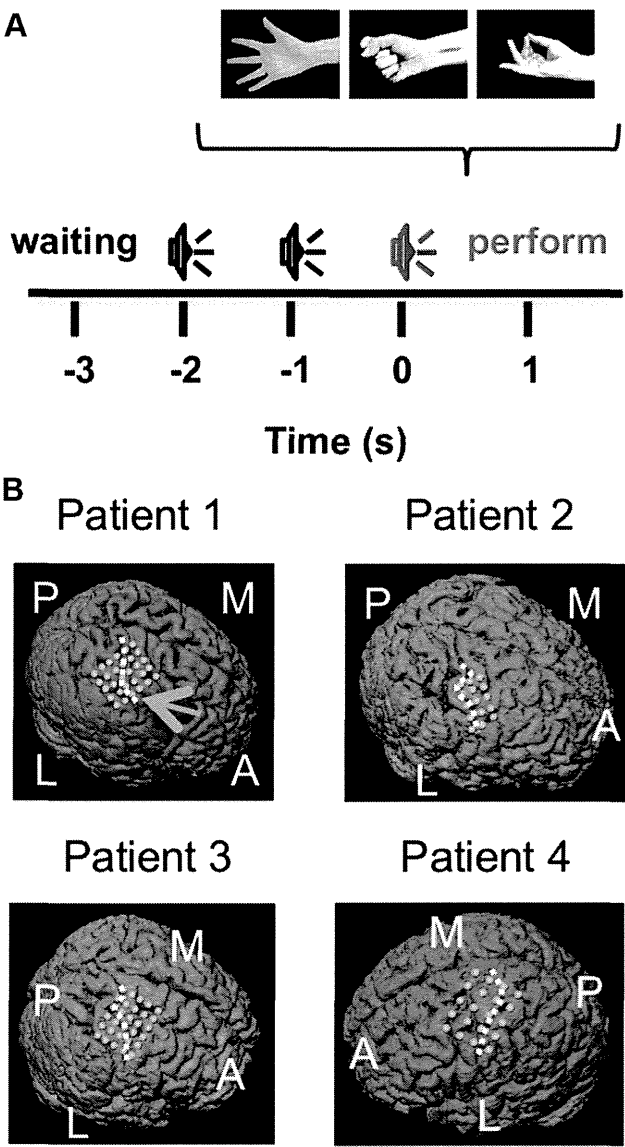 A
waiting perform
-3 -2 -1 0 1
Time (s)
B
Patient 1 Patient 2
P M P M
L A L A
Patient 3 Patient 4
M M
P P
A A
L L